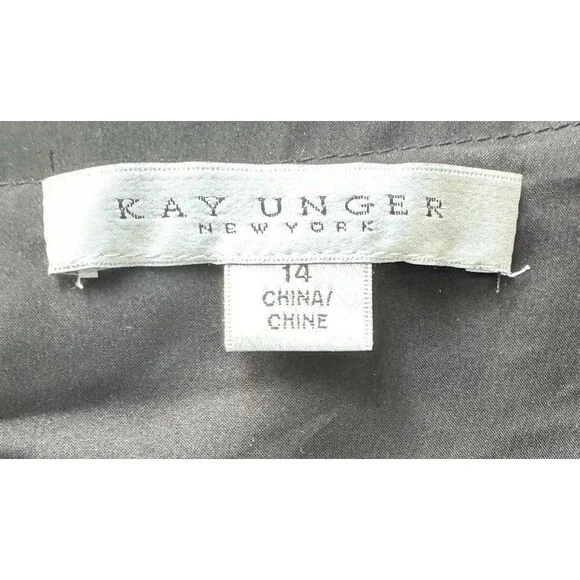 KAY UNGER
NEW YORK
14
CHINA/
CHINE